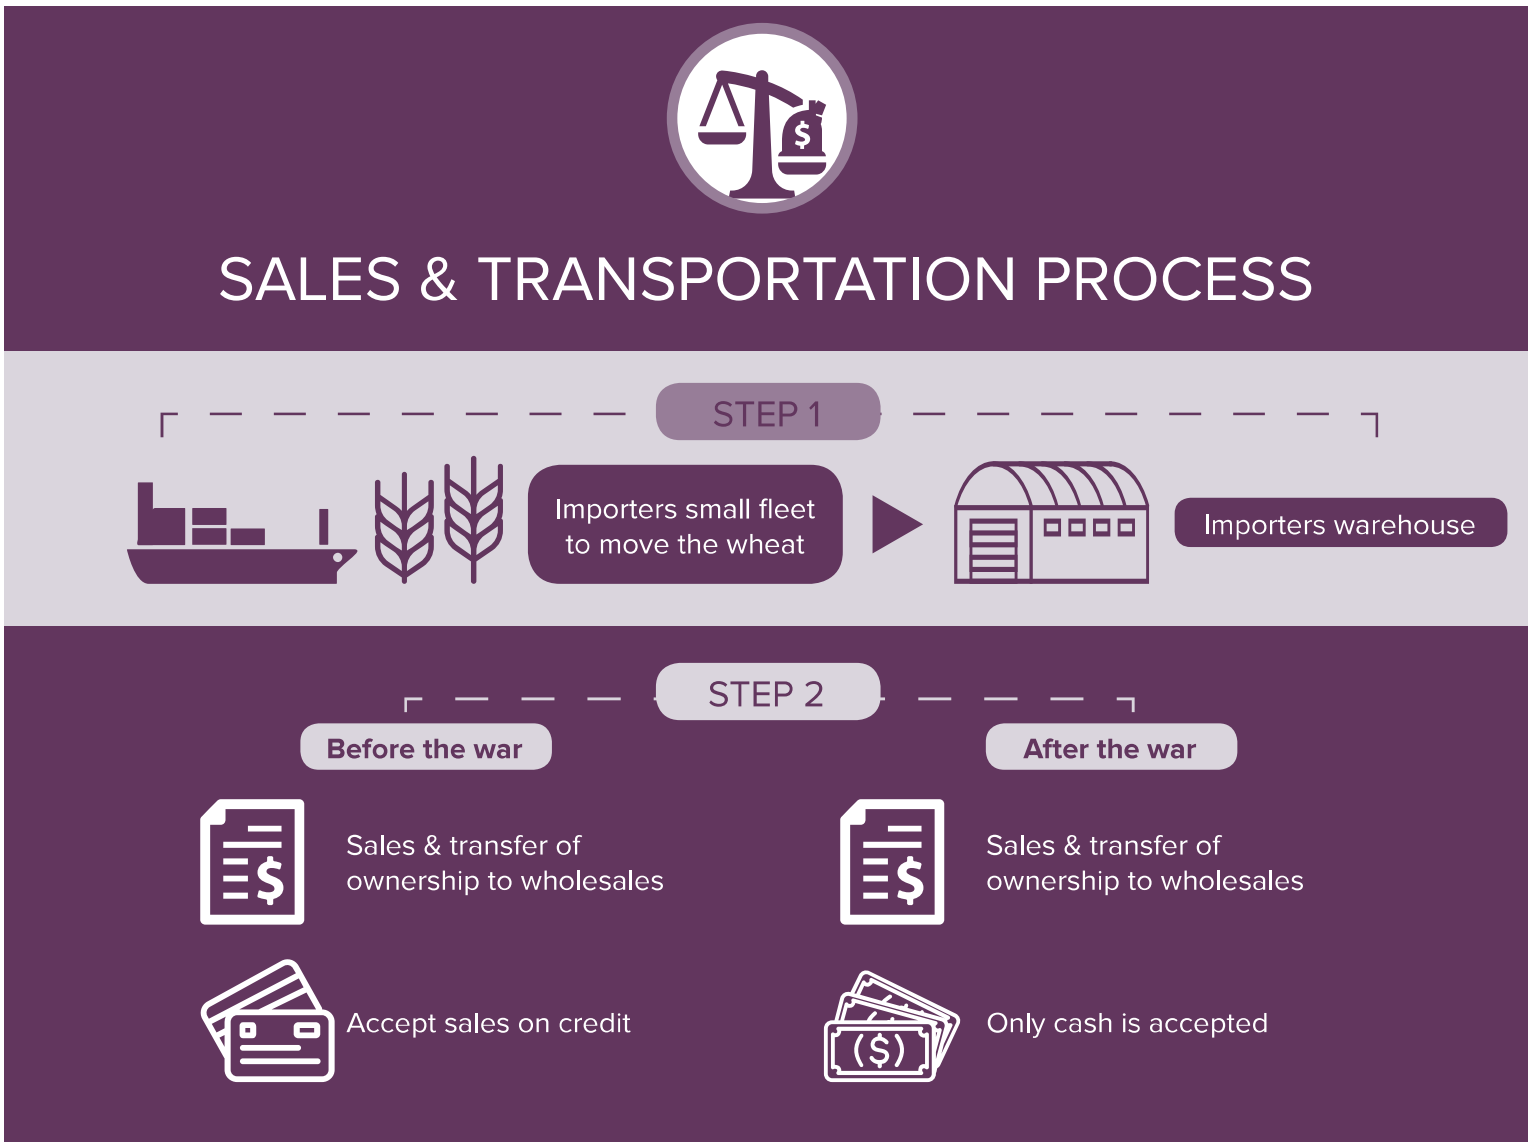 $
SALES & TRANSPORTATION PROCESS
STEP 1
Importers small fleet
to move the wheat
Importers warehouse
STEP 2
Before the war
After the war
$
Sales & transfer of
ownership to wholesales
$
Sales & transfer of
ownership to wholesales
Accept sales on credit
($)
Only cash is accepted